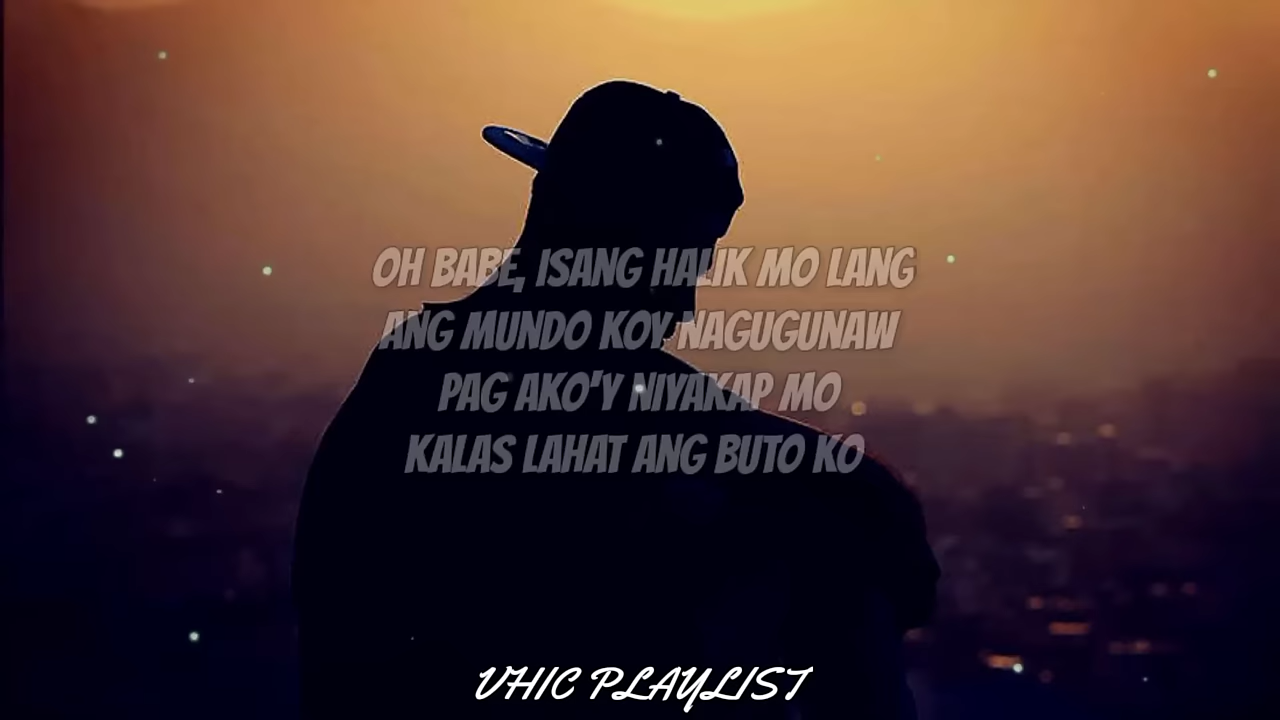 OH BABE, ISANG HALIK MO LANG
ANG MUNDO KOY NAGUGUNAW
PAG AKO'Y NIYAKAP MO
KALAS LAHAT ANG BUTO KO
VHIC PLAYLIST